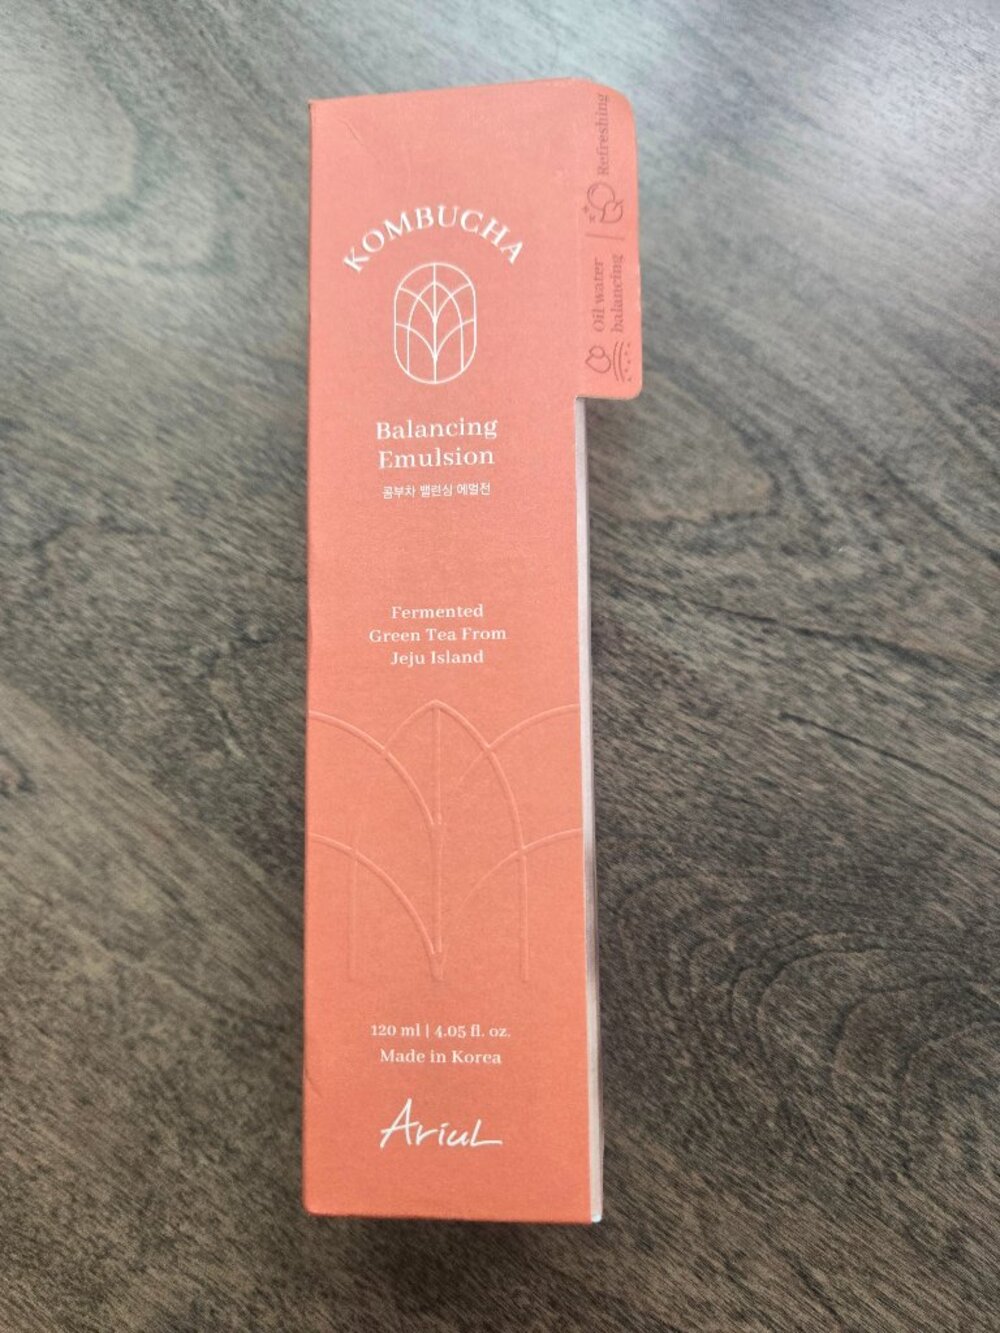 KOMBUCHA
Balancing
Emulsion
콤부차 밸런싱 에멀전
Fermented
Green Tea From
Jeju Island
120 ml | 4.05 fl. oz.
Made in Korea
Ariul
Oil water
balancing
Refreshing